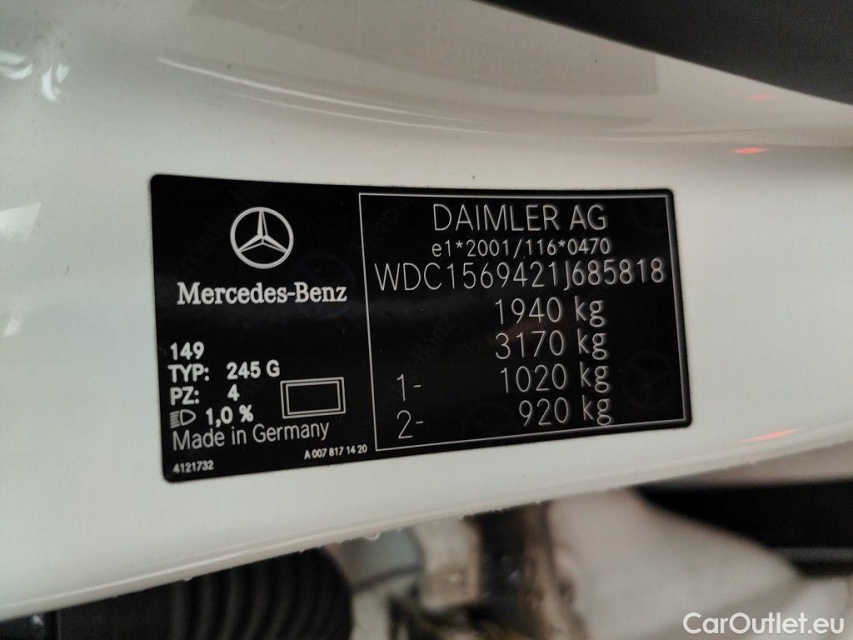 Mercedes-Benz
149
TYP: 245 G
PZ: 4
1,0 %
Made in Germany
4121732
A 007 817 14 20
DAIMLER AG
e1*2001/116*0470
WDC1569421J685818
1940 kg
3170 kg
1- 1020 kg
2- 920 kg
CarOutlet.eu